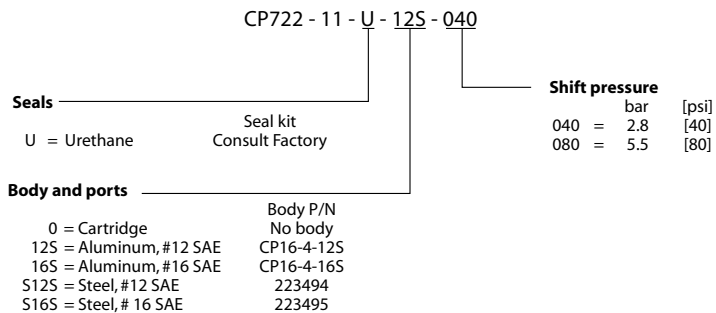 CP722 - 11 - U - 12S - 040
Seals
Seal kit
U = Urethane Consult Factory
Body and ports
Body P/N
0 = Cartridge No body
12S = Aluminum, #12 SAE CP16-4-12S
16S = Aluminum, #16 SAE CP16-4-16S
S12S = Steel, #12 SAE 223494
S16S = Steel, # 16 SAE 223495
Shift pressure
bar [psi]
040 = 2.8 [40]
080 = 5.5 [80]